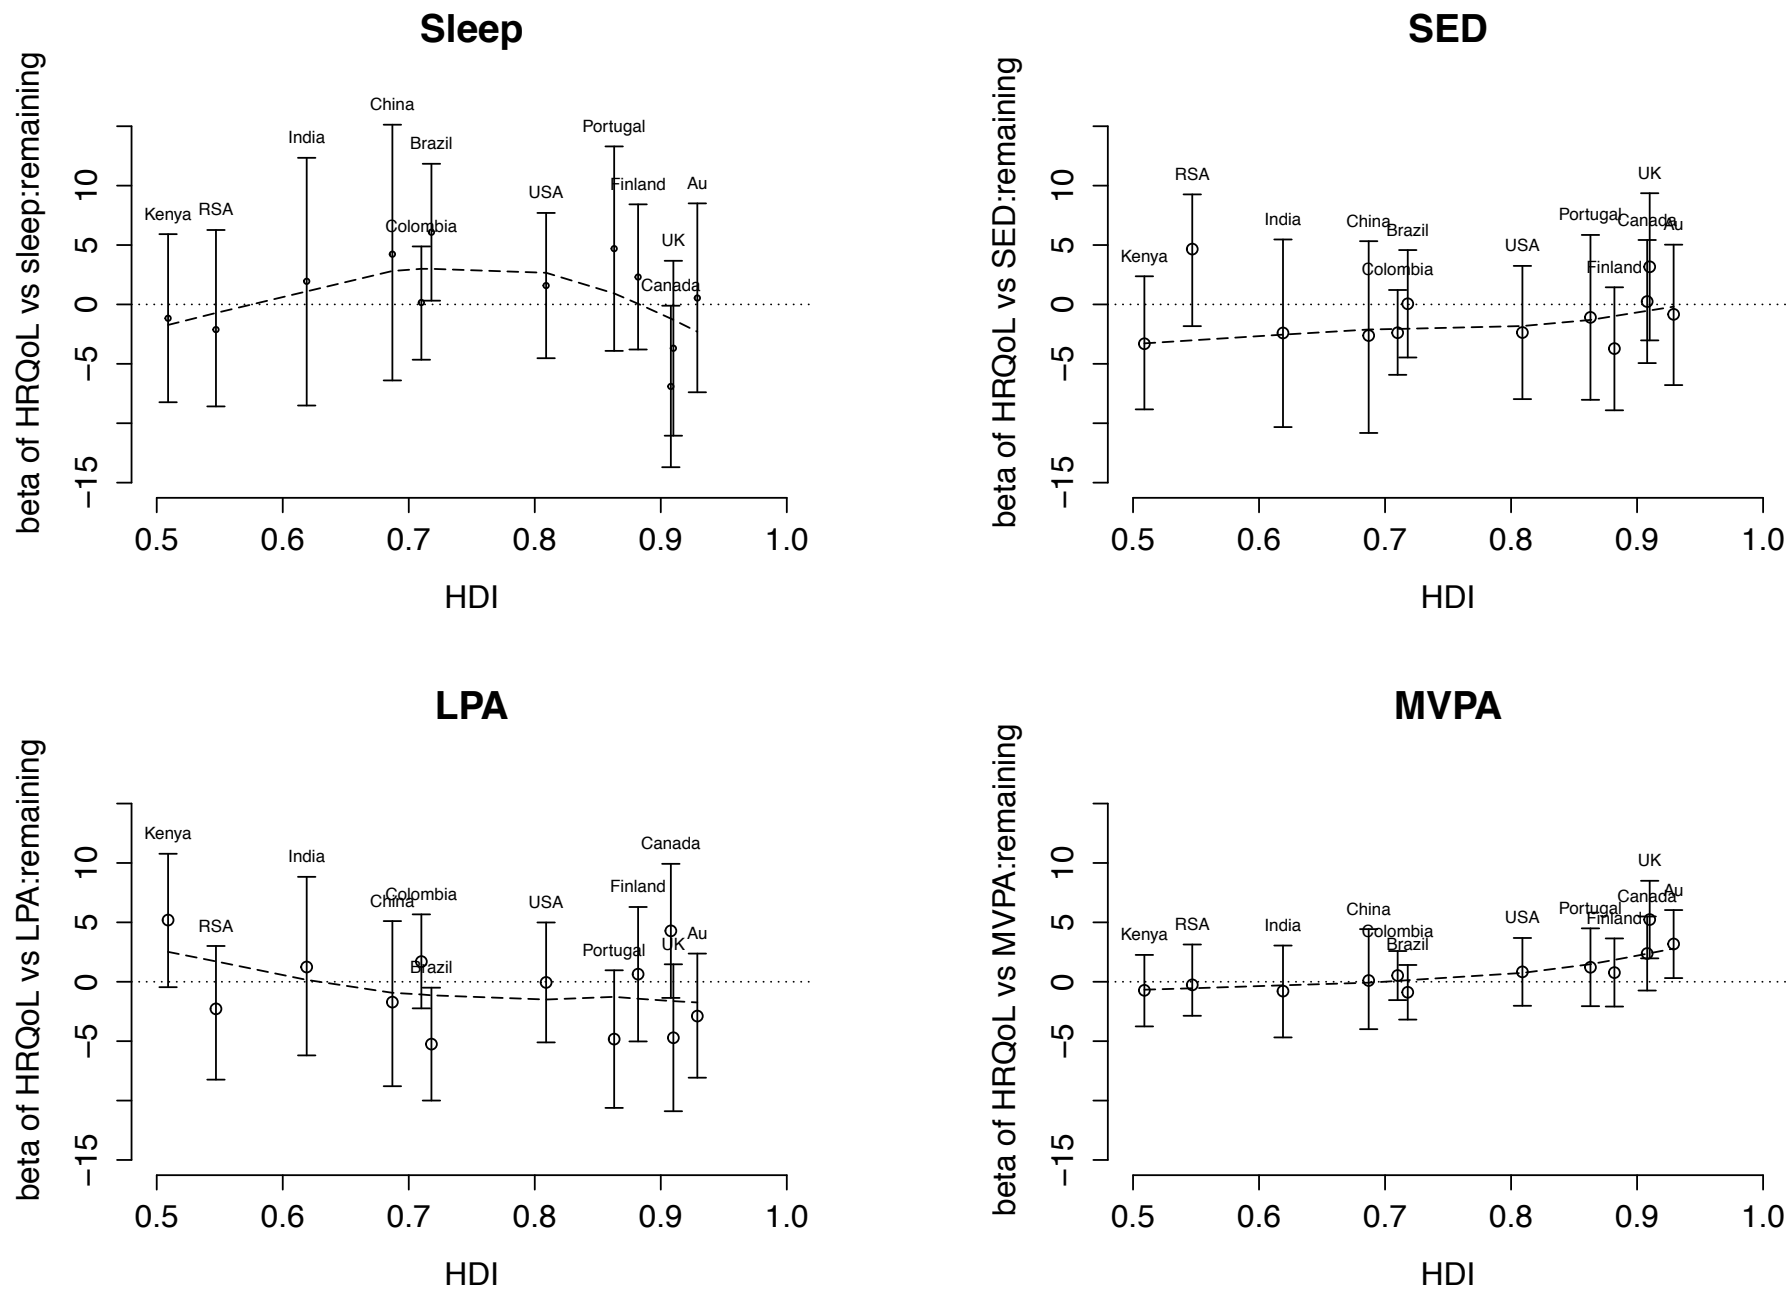 Sleep
beta of HRQoL vs sleep:remaining
10
5
0
−5
−15
Kenya
RSA
India
China
Brazil
Colombia
USA
Portugal
Finland
Au
UK
Canada
0.5 0.6 0.7 0.8 0.9 1.0
HDI
SED
beta of HRQoL vs SED:remaining
10
5
0
−5
−15
Kenya
RSA
India
China
Brazil
Colombia
USA
Portugal
Finland
UK
Canada
Au
0.5 0.6 0.7 0.8 0.9 1.0
HDI
LPA
beta of HRQoL vs LPA:remaining
10
5
0
−5
−15
Kenya
RSA
India
China
Colombia
Brazil
USA
Portugal
Finland
Canada
UK
Au
0.5 0.6 0.7 0.8 0.9 1.0
HDI
MVPA
beta of HRQoL vs MVPA:remaining
10
5
0
−5
−15
Kenya
RSA
India
China
Colombia
Brazil
USA
Portugal
Finland
UK
Canada
Au
0.5 0.6 0.7 0.8 0.9 1.0
HDI